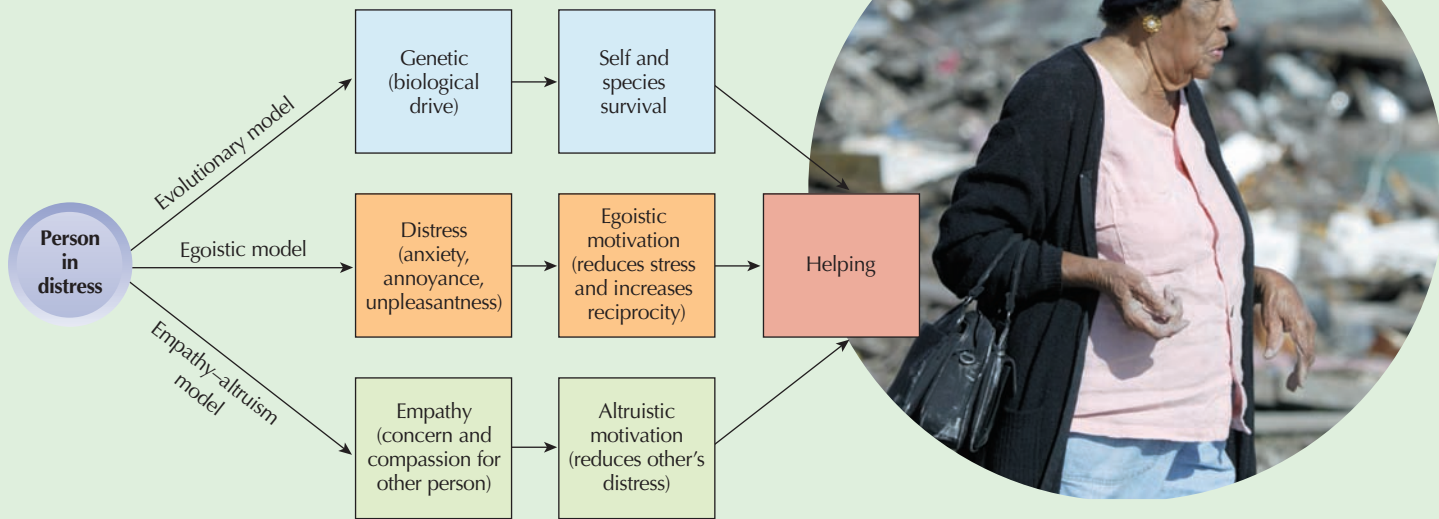 Person
in
distress
Evolutionary model
Genetic
(biological
drive)
Self and
species
survival
Egoistic model
Distress
(anxiety,
annoyance,
unpleasantness)
Egoistic
motivation
(reduces stress
and increases
reciprocity)
Helping
Empathy–altruism
model
Empathy
(concern and
compassion for
other person)
Altruistic
motivation
(reduces other's
distress)